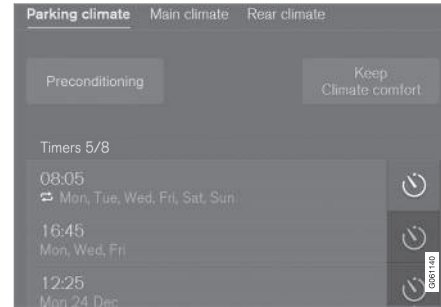 Parking climate Main climate Rear climate
Preconditioning
Keep
Climate comfort
Timers 5/8
08:05
Mon, Tue, Wed, Fri, Sat, Sun
16:45
Mon, Wed, Fri
12:25
Mon 24 Dec
G061140